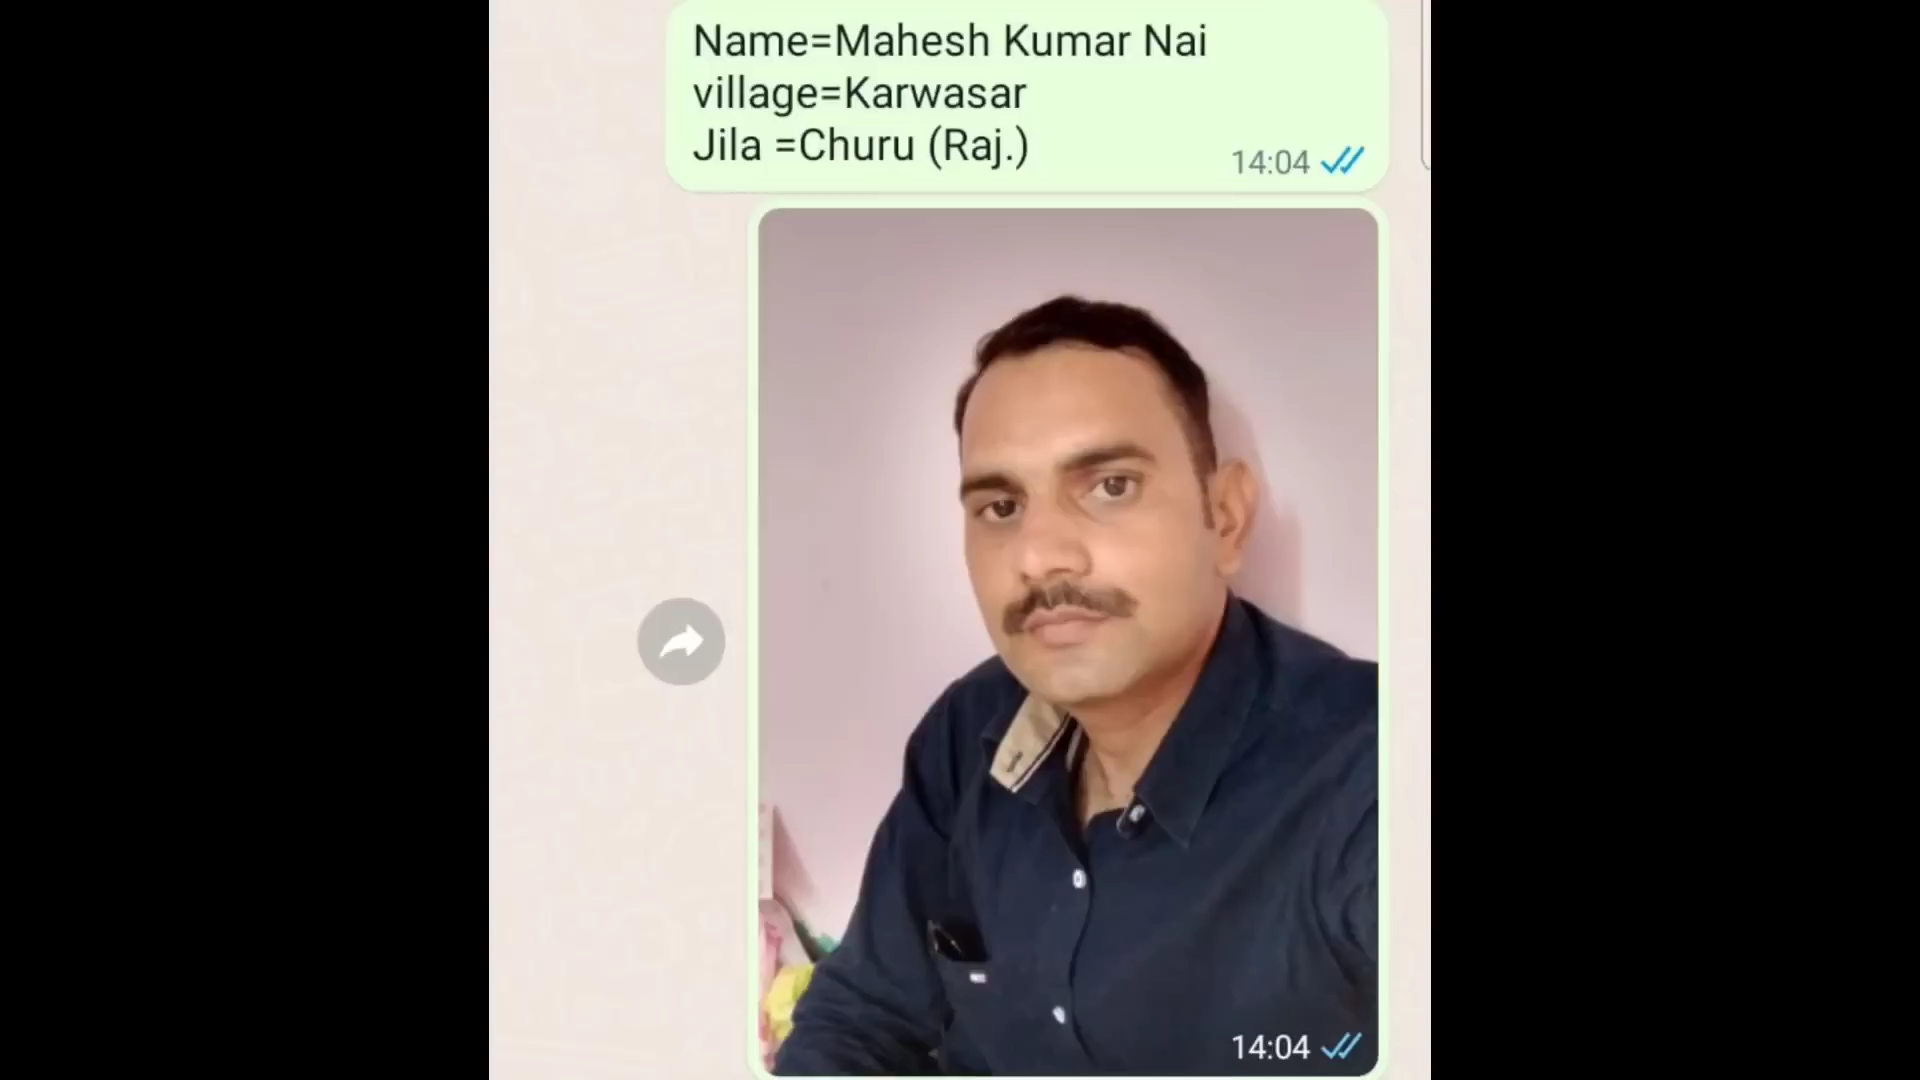 Name=Mahesh Kumar Nai
village=Karwasar
Jila =Churu (Raj.)
14:04
14:04